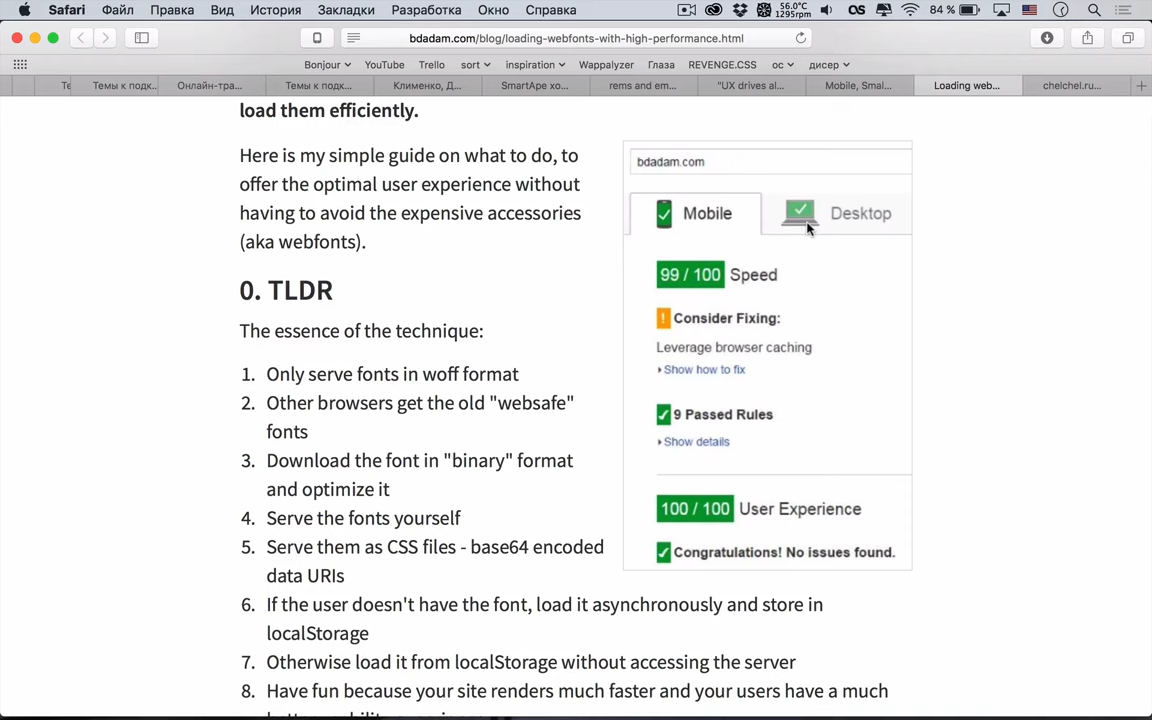 Safari Файл Правка Вид История Закладки Разработка Окно Справка 56.0°C 1295rpm 84 %
bdadam.com/blog/loading-webfonts-with-high-performance.html
Bonjour YouTube Trello sort inspiration Wappalyzer Глаза REVENGE.CSS ос дисер
Те Темы к подк... Онлайн-тра... Темы к подк... Клименко, Д... SmartApe хо... rems and em... "UX drives al... Mobile, Smal... Loading web... chelchel.ru...
load them efficiently.
Here is my simple guide on what to do, to
offer the optimal user experience without
having to avoid the expensive accessories
(aka webfonts).
0. TLDR
The essence of the technique:
1. Only serve fonts in woff format
2. Other browsers get the old "websafe"
fonts
3. Download the font in "binary" format
and optimize it
4. Serve the fonts yourself
5. Serve them as CSS files - base64 encoded
data URIs
6. If the user doesn't have the font, load it asynchronously and store in
localStorage
7. Otherwise load it from localStorage without accessing the server
8. Have fun because your site renders much faster and your users have a much
bdadam.com
Mobile Desktop
99 / 100 Speed
! Consider Fixing:
Leverage browser caching
Show how to fix
9 Passed Rules
Show details
100 / 100 User Experience
Congratulations! No issues found.